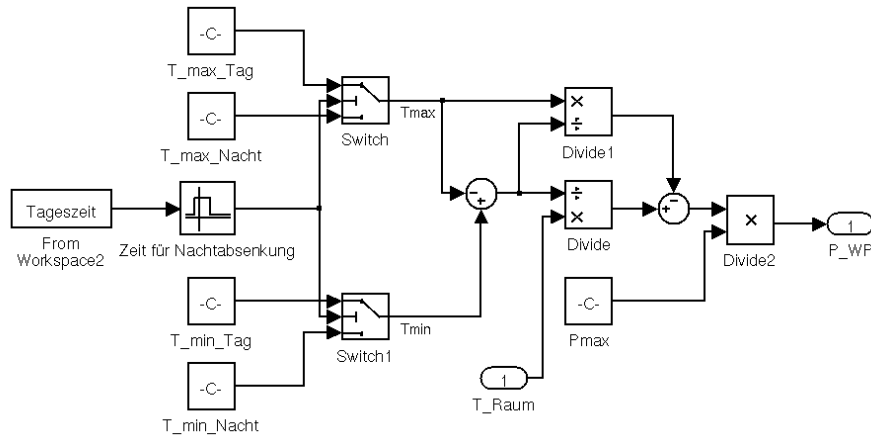 -C-
T_max_Tag
-C-
T_max_Nacht
Switch
Tmax
Divide1
Tageszeit
From
Workspace2
Zeit für Nachtabsenkung
Divide
Divide2
1
P_WP
-C-
T_min_Tag
Switch1
Tmin
-C-
Pmax
-C-
T_min_Nacht
1
T_Raum